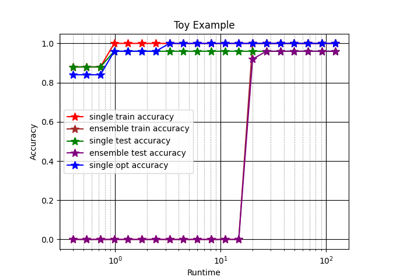 Toy Example
1.0
0.8
0.6
0.4
0.2
0.0
Accuracy
single train accuracy
ensemble train accuracy
single test accuracy
ensemble test accuracy
single opt accuracy
10⁰
10¹
10²
Runtime